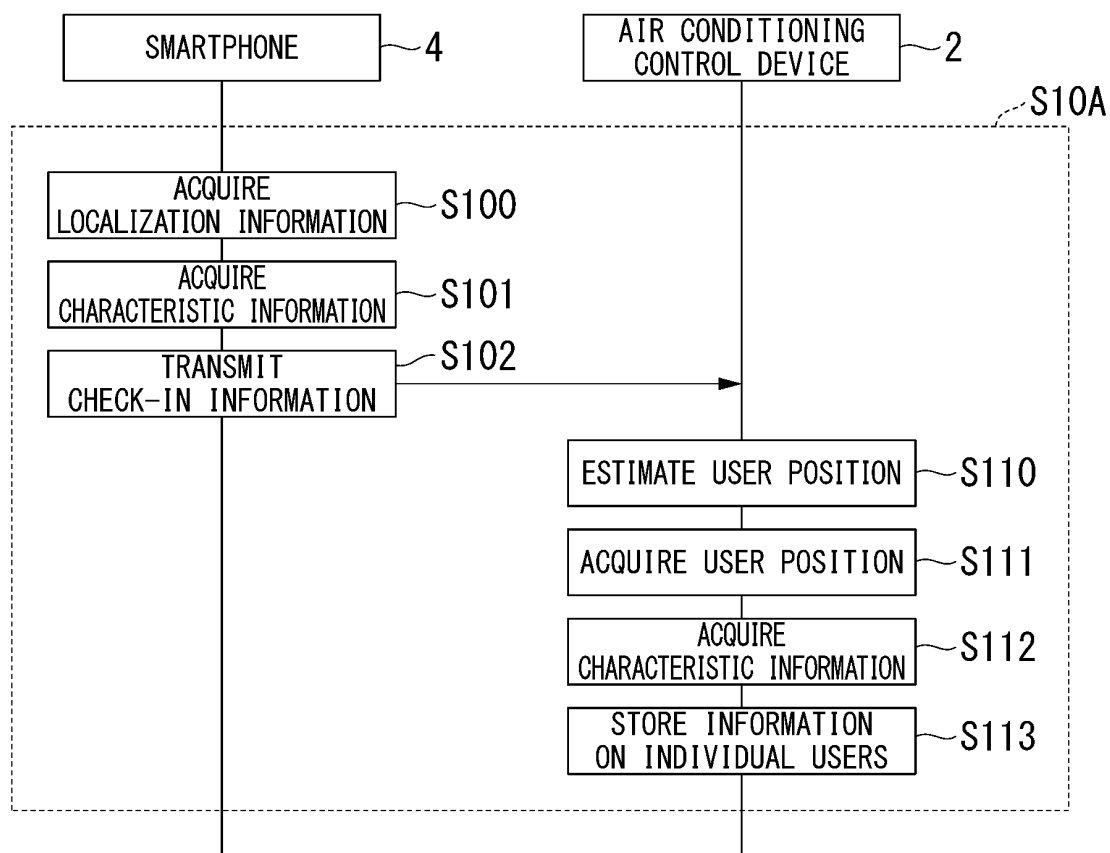 SMARTPHONE
4
AIR CONDITIONING
CONTROL DEVICE
2
S10A
ACQUIRE
LOCALIZATION INFORMATION
S100
ACQUIRE
CHARACTERISTIC INFORMATION
S101
TRANSMIT
CHECK-IN INFORMATION
S102
ESTIMATE USER POSITION
S110
ACQUIRE USER POSITION
S111
ACQUIRE
CHARACTERISTIC INFORMATION
S112
STORE INFORMATION
ON INDIVIDUAL USERS
S113